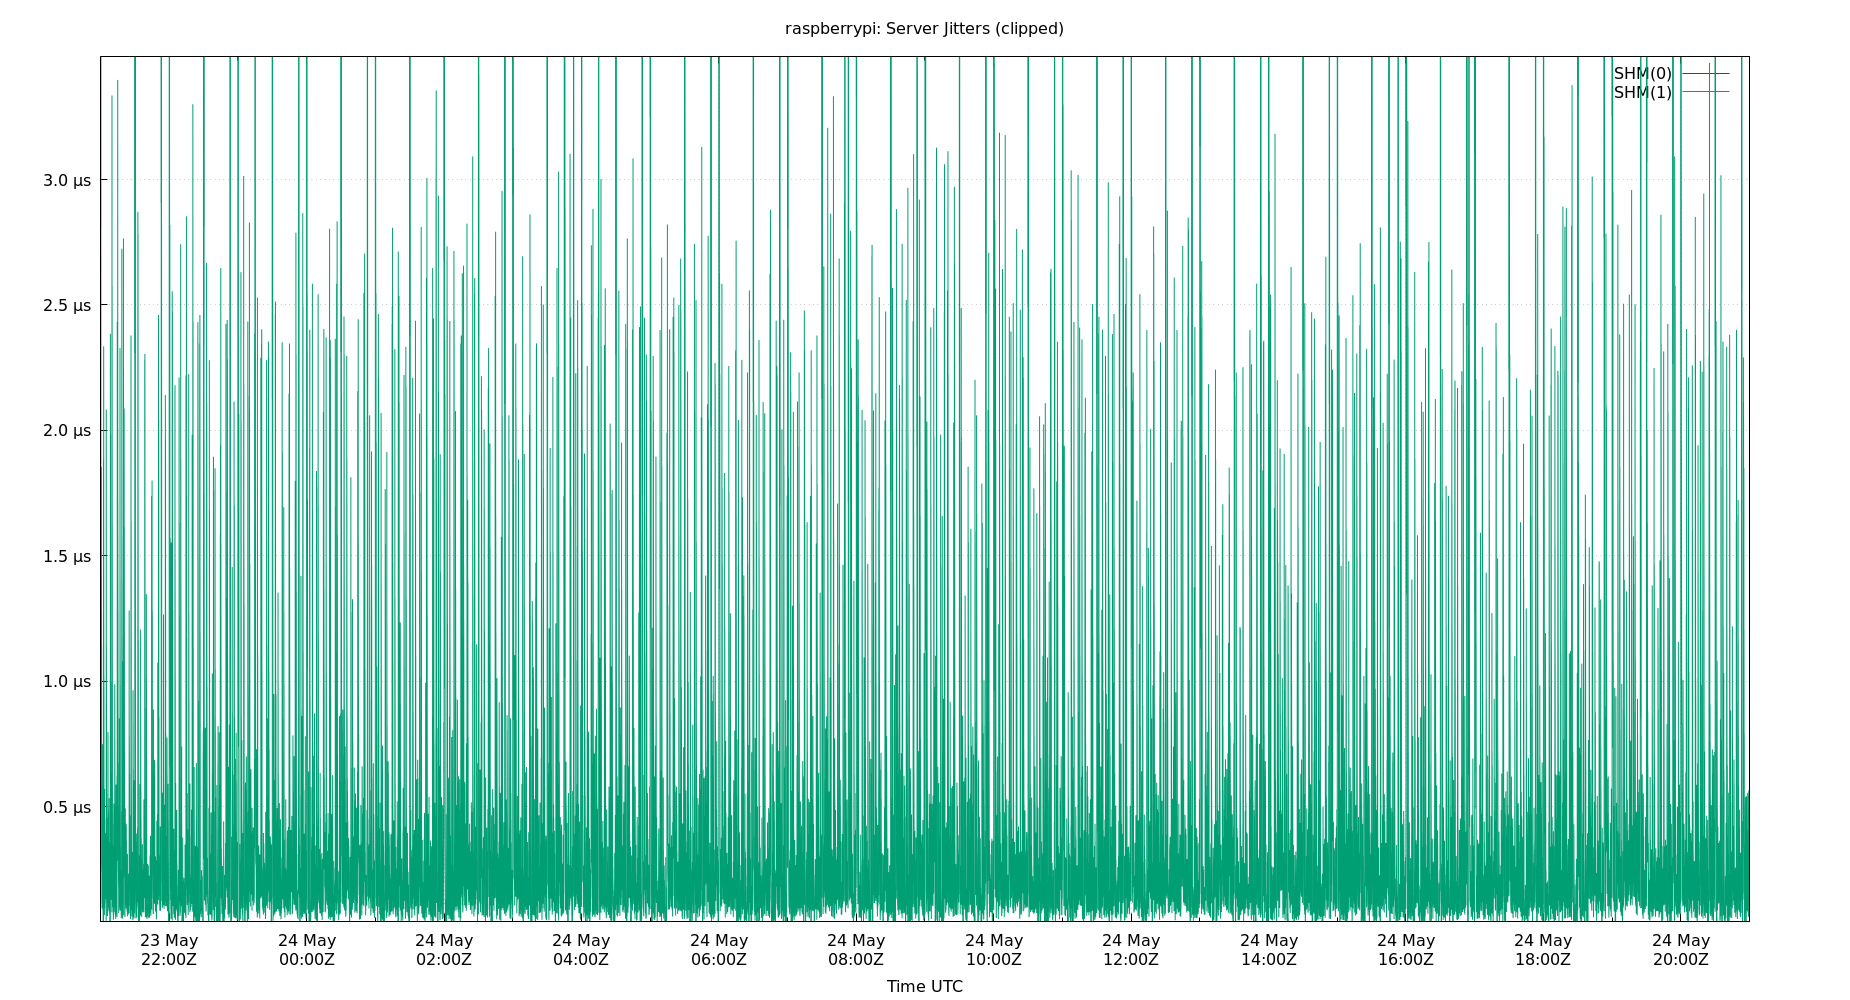 raspberrypi: Server Jitters (clipped)
SHM(0)
SHM(1)
3.0 µs
2.5 µs
2.0 µs
1.5 µs
1.0 µs
0.5 µs
23 May 24 May 24 May 24 May 24 May 24 May 24 May 24 May 24 May 24 May 24 May 24 May
22:00Z 00:00Z 02:00Z 04:00Z 06:00Z 08:00Z 10:00Z 12:00Z 14:00Z 16:00Z 18:00Z 20:00Z
Time UTC